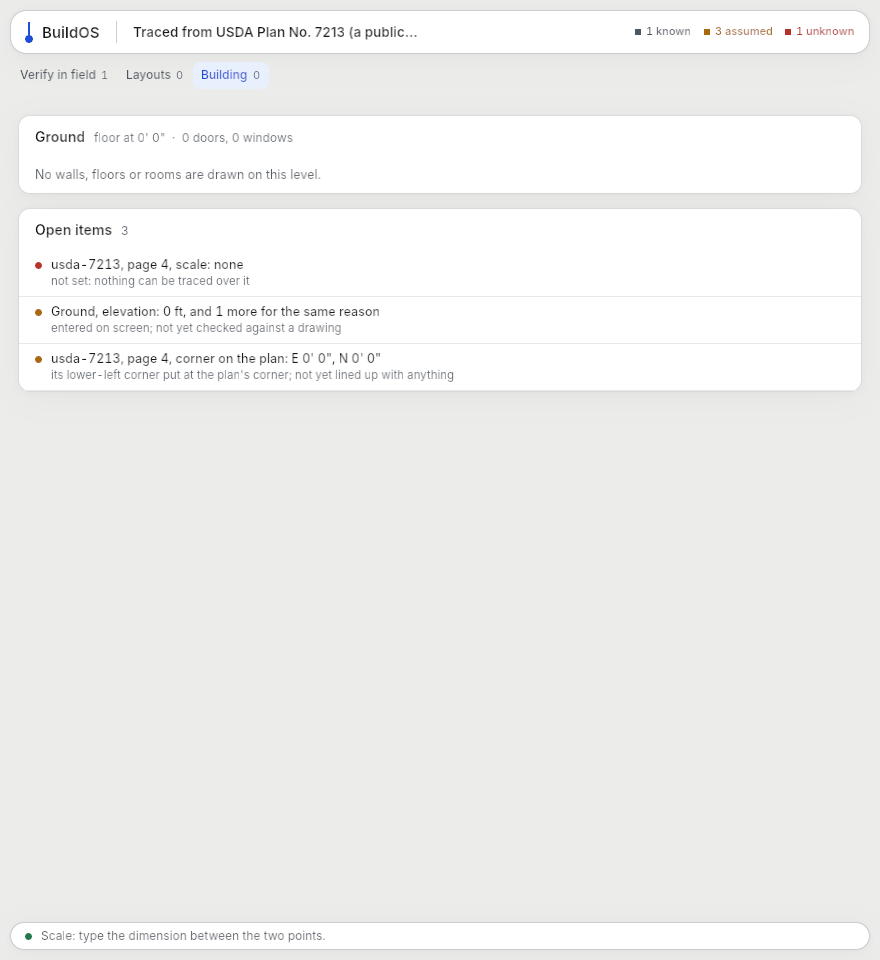 BuildOS
Traced from USDA Plan No. 7213 (a public…
1 known
3 assumed
1 unknown
Verify in field 1
Layouts 0
Building 0
Ground floor at 0' 0" · 0 doors, 0 windows
No walls, floors or rooms are drawn on this level.
Open items 3
usda-7213, page 4, scale: none
not set: nothing can be traced over it
Ground, elevation: 0 ft, and 1 more for the same reason
entered on screen; not yet checked against a drawing
usda-7213, page 4, corner on the plan: E 0' 0", N 0' 0"
its lower-left corner put at the plan's corner; not yet lined up with anything
Scale: type the dimension between the two points.